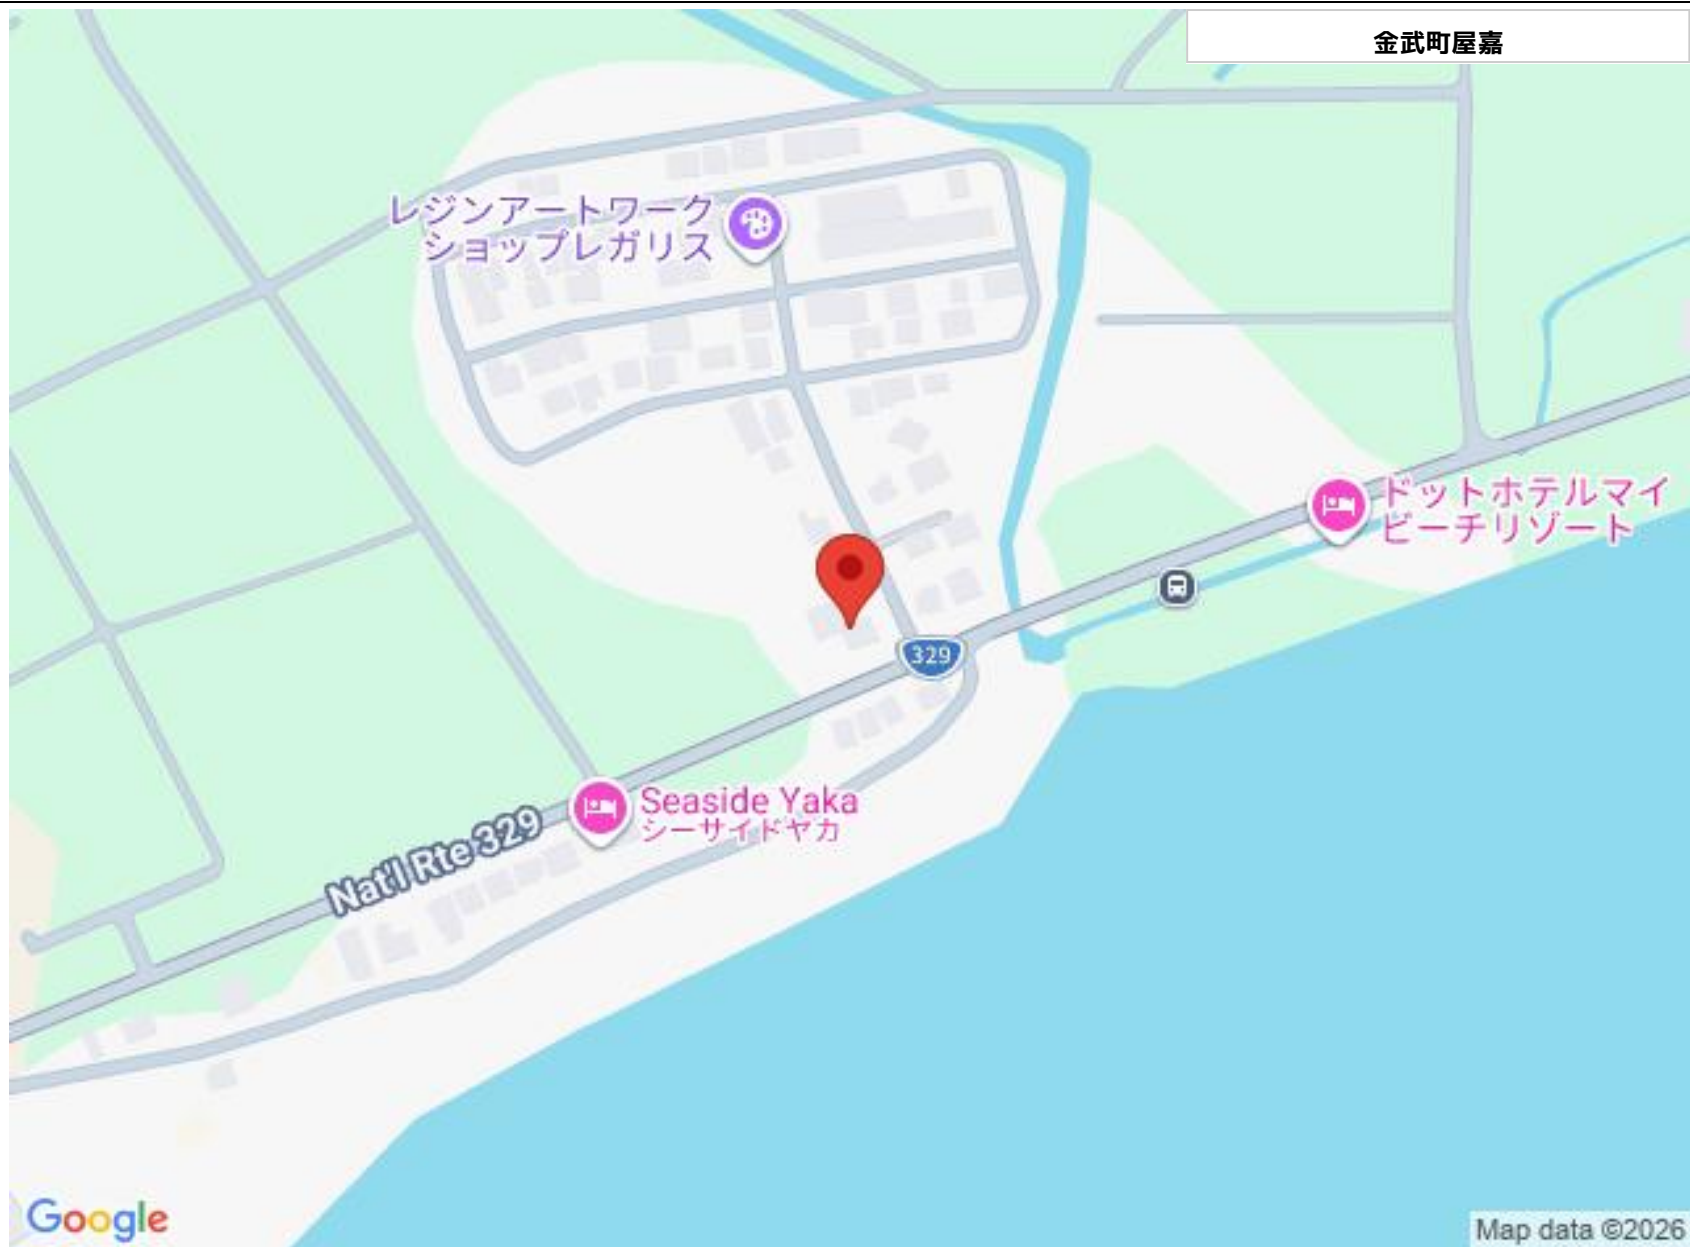 金武町屋嘉
レジンアートワーク
ショップレガリス
ドットホテルマイ
ビーチリゾート
329
Seaside Yaka
シーサイドヤカ
Nat'l Rte 329
Google
Map data ©2026